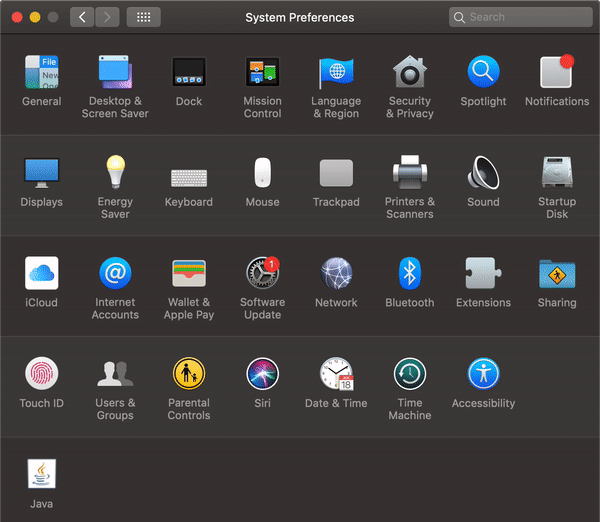 System Preferences
Search
File
New
General
Desktop &
Screen Saver
Dock
Mission
Control
Language
& Region
Security
& Privacy
Spotlight
Notifications
Displays
Energy
Saver
Keyboard
Mouse
Trackpad
Printers &
Scanners
Sound
Startup
Disk
iCloud
@
Internet
Accounts
Wallet &
Apple Pay
1
Software
Update
Network
Bluetooth
Extensions
Sharing
Touch ID
Users &
Groups
Parental
Controls
Siri
18
Date & Time
Time
Machine
Accessibility
Java